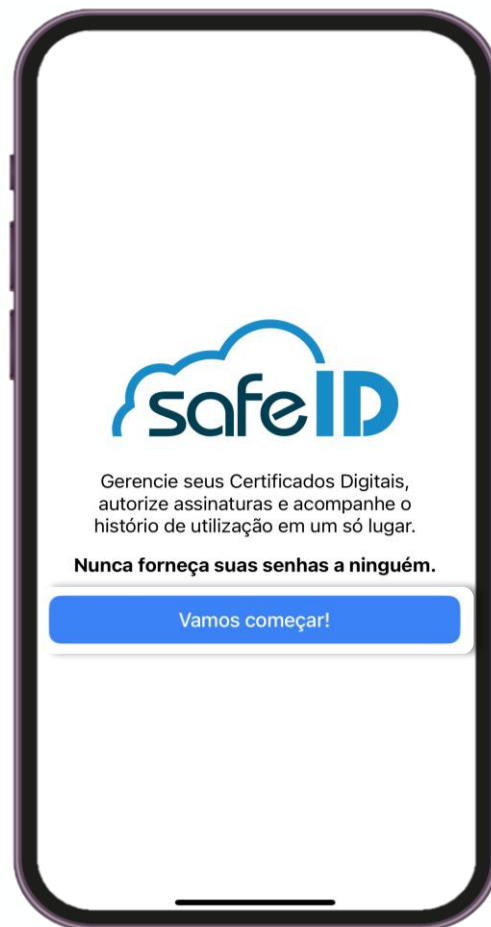 safeID
Gerencie seus Certificados Digitais,
autorize assinaturas e acompanhe o
histório de utilização em um só lugar.
Nunca forneça suas senhas a ninguém.
Vamos começar!